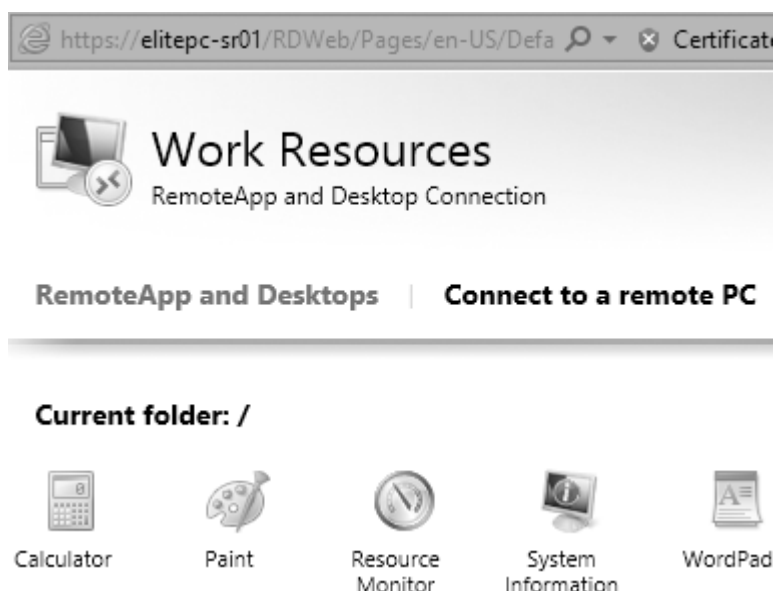 https://elitepc-sr01/RDWeb/Pages/en-US/Defa Certificate
Work Resources
RemoteApp and Desktop Connection
RemoteApp and Desktops | Connect to a remote PC
Current folder: /
Calculator Paint Resource Monitor System Information WordPad